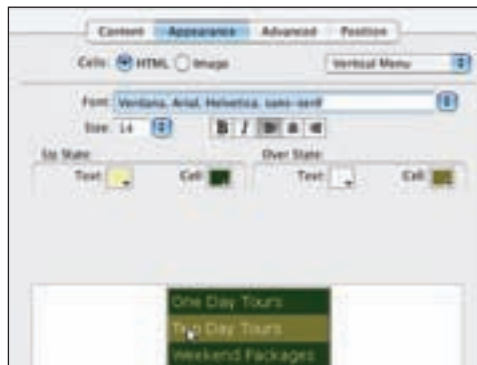 Content Appearance Advanced Position
Cells: HTML Image Vertical Menu
Font: Verdana, Arial, Helvetica, sans-serif
Size: 14 B I
Up State: Over State:
Text: Cell: Text: Cell:
One Day Tours
Two Day Tours
Weekend Packages